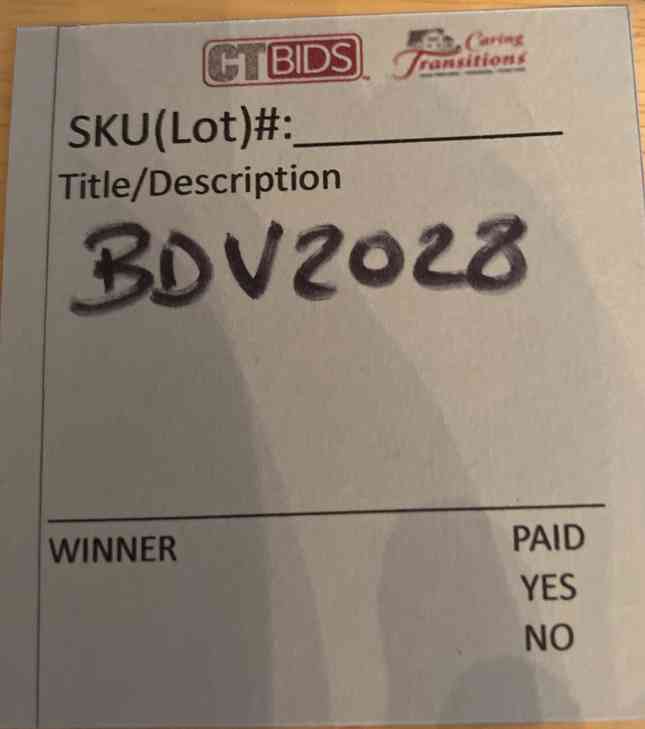 CTBIDS Caring Transitions
SKU(Lot)#:
Title/Description
BDV2028
WINNER PAID
YES
NO